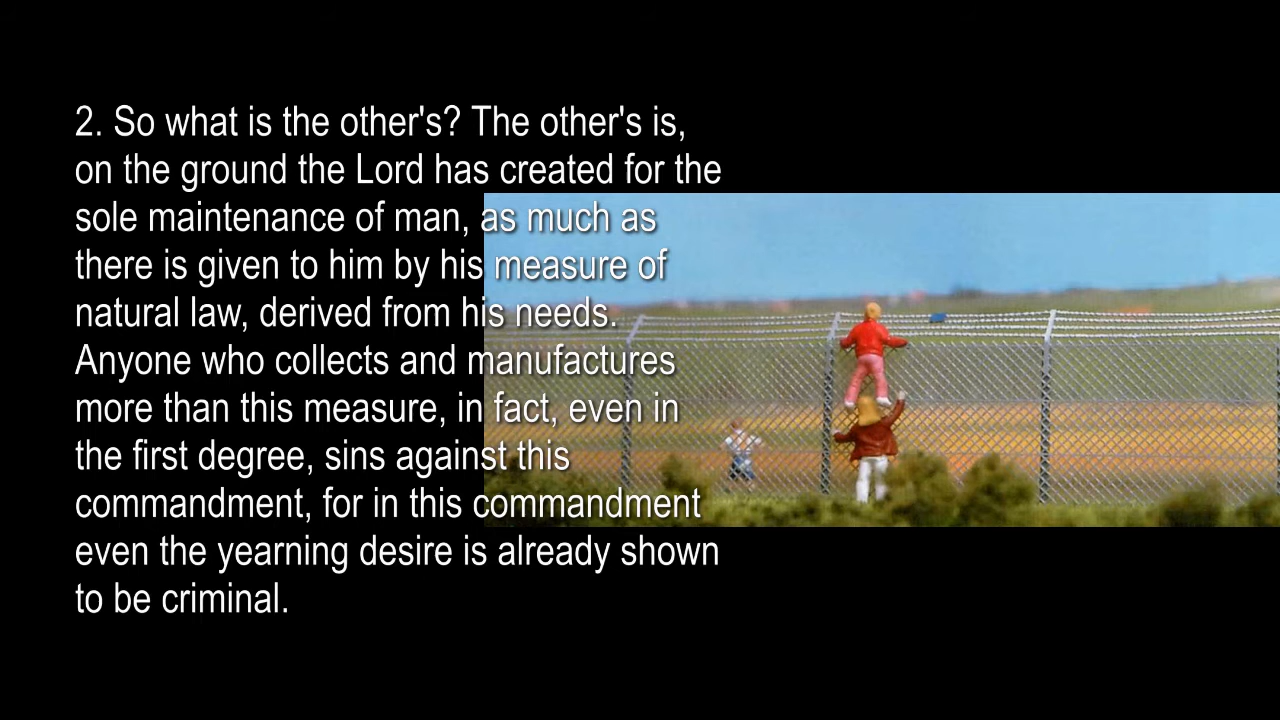 2. So what is the other's? The other's is,
on the ground the Lord has created for the
sole maintenance of man, as much as
there is given to him by his measure of
natural law, derived from his needs.
Anyone who collects and manufactures
more than this measure, in fact, even in
the first degree, sins against this
commandment, for in this commandment
even the yearning desire is already shown
to be criminal.